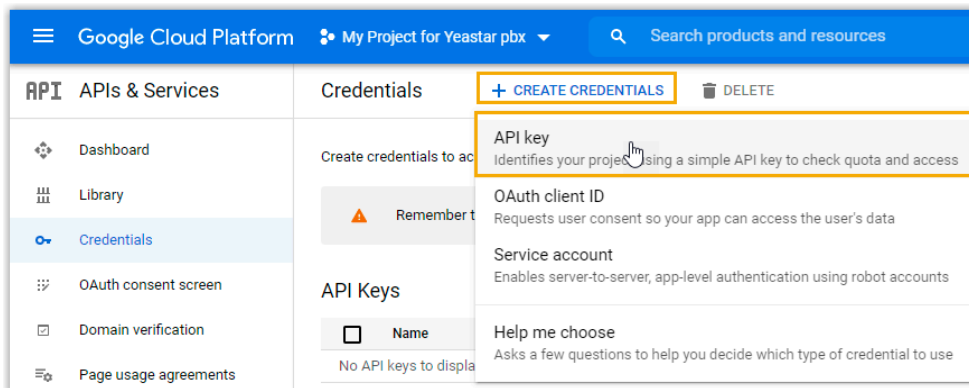 Google Cloud Platform
My Project for Yeastar pbx
Search products and resources
API
APIs & Services
Credentials
+ CREATE CREDENTIALS
DELETE
Dashboard
Library
Credentials
OAuth consent screen
Domain verification
Page usage agreements
Create credentials to ac
Remember t
API Keys
Name
No API keys to displa
API key
Identifies your project using a simple API key to check quota and access
OAuth client ID
Requests user consent so your app can access the user's data
Service account
Enables server-to-server, app-level authentication using robot accounts
Help me choose
Asks a few questions to help you decide which type of credential to use